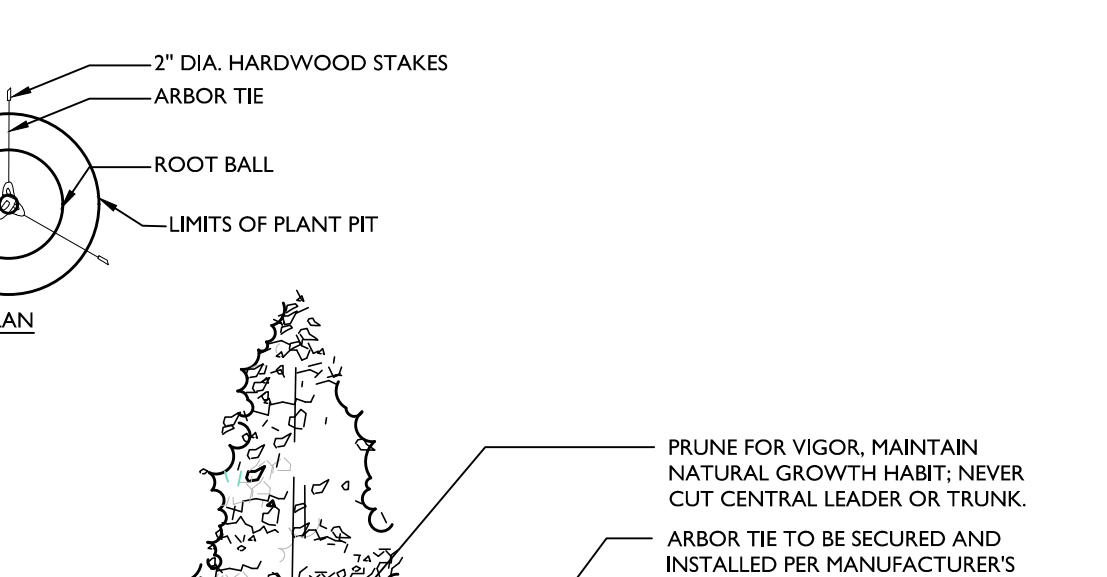 2" DIA. HARDWOOD STAKES
ARBOR TIE
ROOT BALL
LIMITS OF PLANT PIT
PRUNE FOR VIGOR, MAINTAIN
NATURAL GROWTH HABIT; NEVER
CUT CENTRAL LEADER OR TRUNK.
ARBOR TIE TO BE SECURED AND
INSTALLED PER MANUFACTURER'S